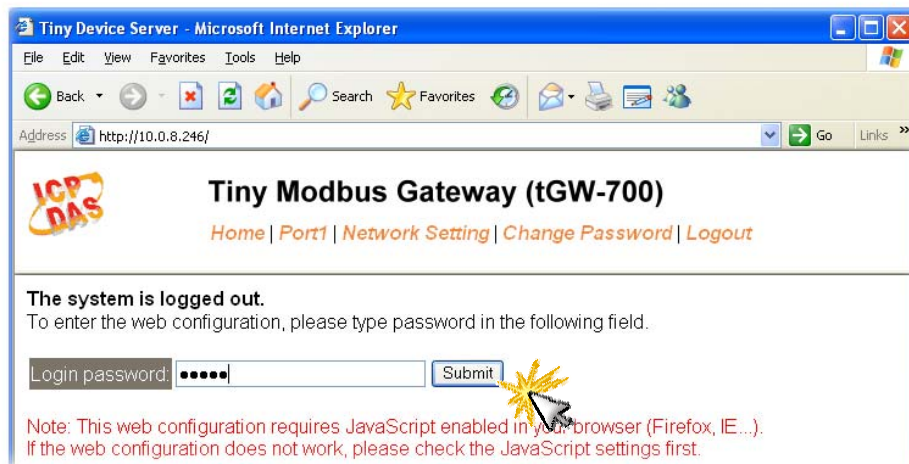 Tiny Device Server - Microsoft Internet Explorer
File Edit View Favorites Tools Help
Back Search Favorites
Address http://10.0.8.246/ Go Links »
ICP DAS
Tiny Modbus Gateway (tGW-700)
Home | Port1 | Network Setting | Change Password | Logout
The system is logged out.
To enter the web configuration, please type password in the following field.
Login password: ••••• Submit
Note: This web configuration requires JavaScript enabled in your browser (Firefox, IE...).
If the web configuration does not work, please check the JavaScript settings first.